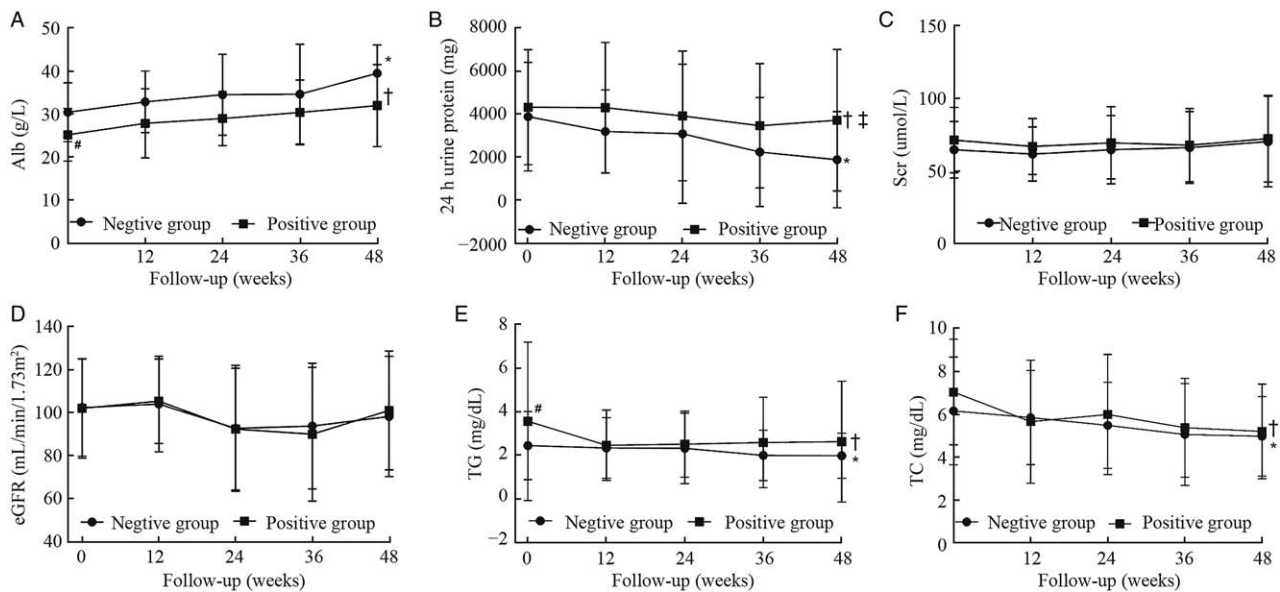 A
50
40
30
20
10
0
Alb (g/L)
*
†
#
Negtive group
Positive group
12
24
36
48
Follow-up (weeks)
B
8000
6000
4000
2000
0
−2000
24 h urine protein (mg)
† ‡
*
Negtive group
Positive group
0
12
24
36
48
Follow-up (weeks)
C
150
100
50
0
Scr (umol/L)
Negtive group
Positive group
12
24
36
48
Follow-up (weeks)
D
140
120
100
80
60
40
eGFR (mL/min/1.73m²)
Negtive group
Positive group
0
12
24
36
48
Follow-up (weeks)
E
8
6
4
2
0
−2
TG (mg/dL)
#
†
*
Negtive group
Positive group
0
12
24
36
48
Follow-up (weeks)
F
10
8
6
4
2
0
TC (mg/dL)
†
*
Negtive group
Positive group
12
24
36
48
Follow-up (weeks)